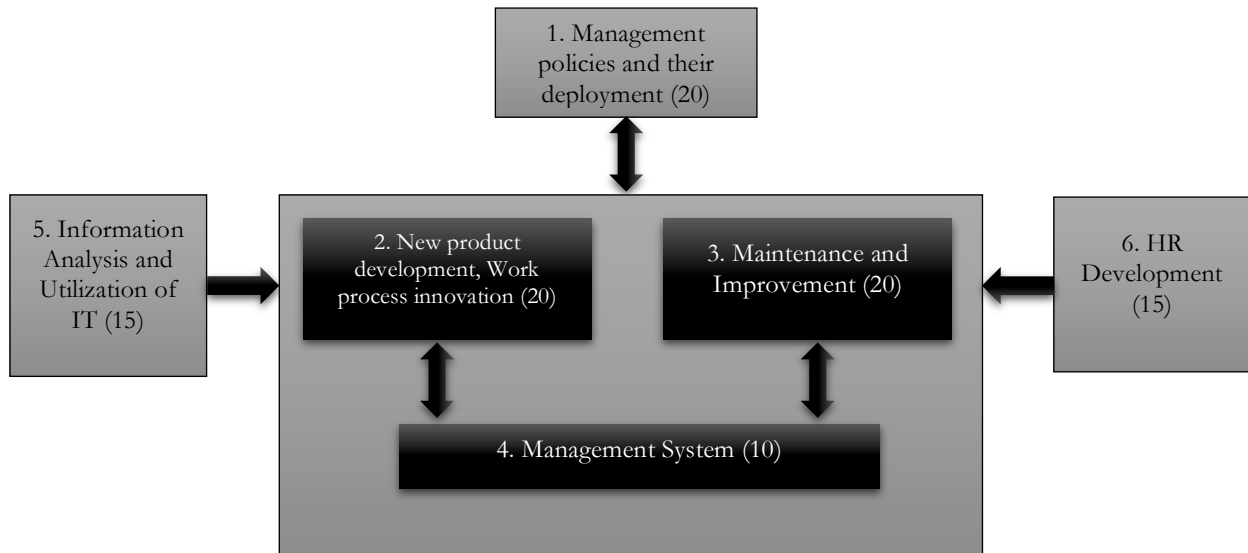 1. Management
policies and their
deployment (20)
5. Information
Analysis and
Utilization of
IT (15)
2. New product
development, Work
process innovation (20)
3. Maintenance and
Improvement (20)
6. HR
Development
(15)
4. Management System (10)